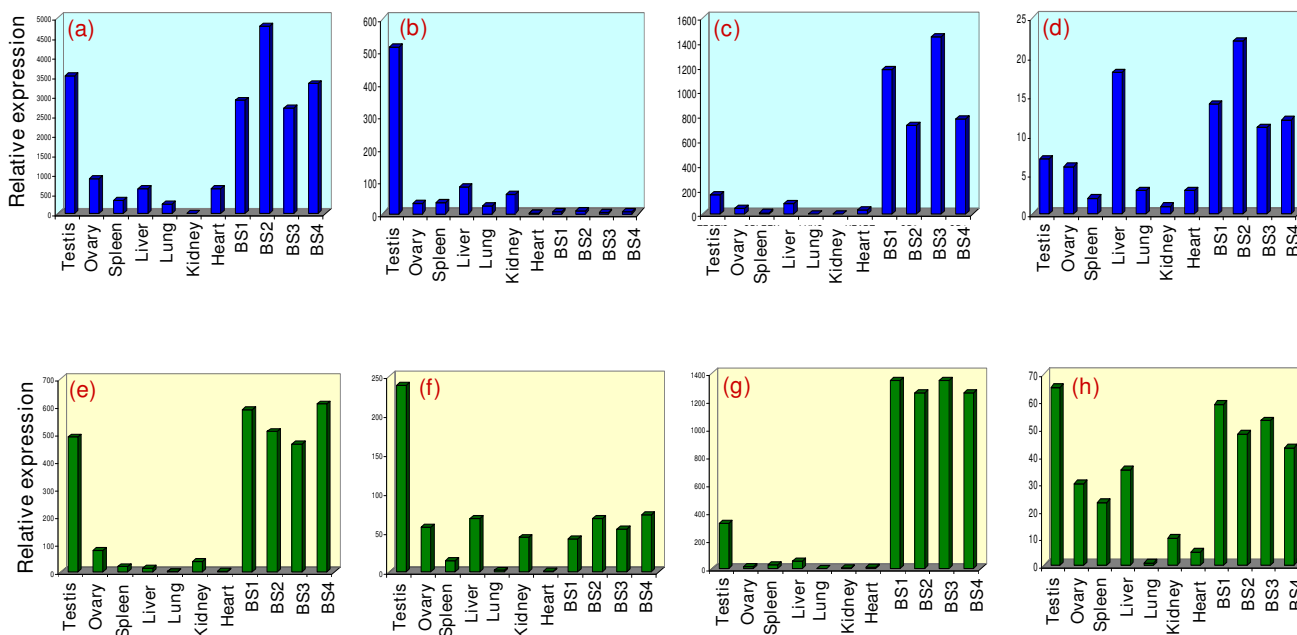 (a) (b) (c) (d)
Relative expression
5000 4500 4000 3500 3000 2500 2000 1500 1000 500 0
Testis Ovary Spleen Liver Lung Kidney Heart BS1 BS2 BS3 BS4
600 500 400 300 200 100 0
Testis Ovary Spleen Liver Lung Kidney Heart BS1 BS2 BS3 BS4
1600 1400 1200 1000 800 600 400 200 0
Testis Ovary Spleen Liver Lung Kidney Heart BS1 BS2 BS3 BS4
25 20 15 10 5 0
Testis Ovary Spleen Liver Lung Kidney Heart BS1 BS2 BS3 BS4
(e) (f) (g) (h)
Relative expression
700 600 500 400 300 200 100 0
Testis Ovary Spleen Liver Lung Kidney Heart BS1 BS2 BS3 BS4
250 200 150 100 50 0
Testis Ovary Spleen Liver Lung Kidney Heart BS1 BS2 BS3 BS4
1400 1200 1000 800 600 400 200 0
Testis Ovary Spleen Liver Lung Kidney Heart BS1 BS2 BS3 BS4
70 60 50 40 30 20 10 0
Testis Ovary Spleen Liver Lung Kidney Heart BS1 BS2 BS3 BS4